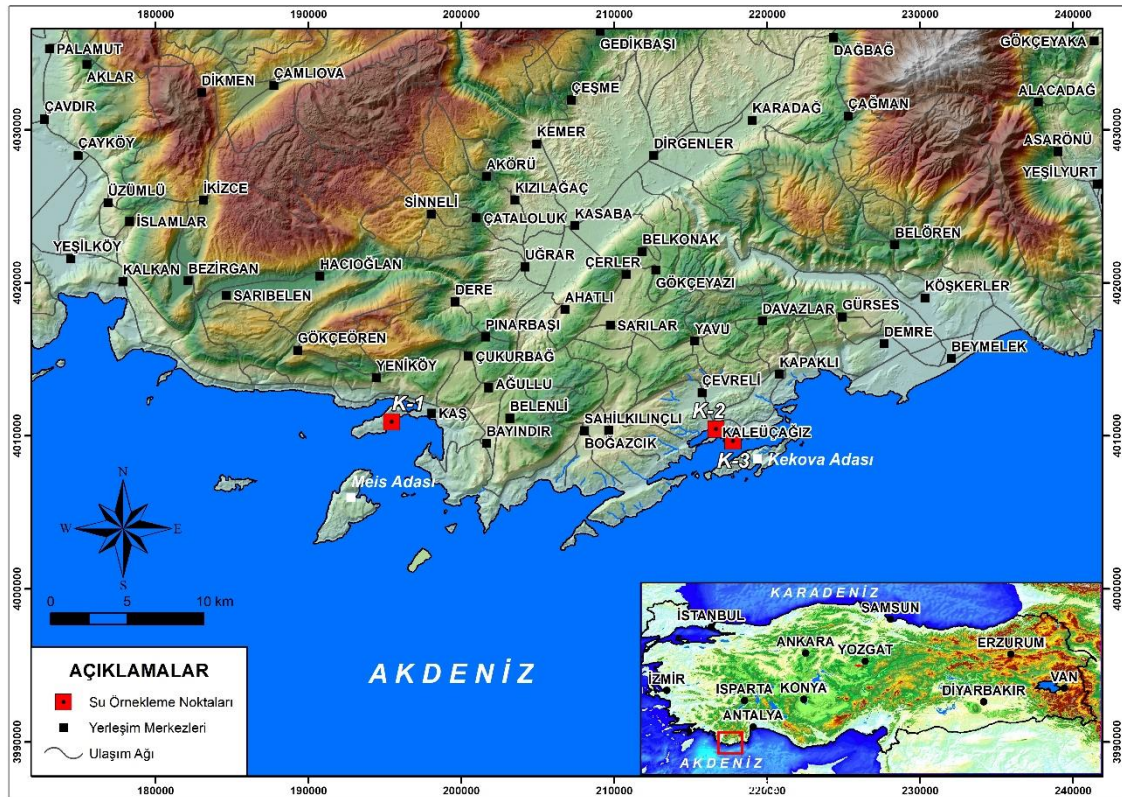 180000 190000 200000 210000 220000 230000 240000
PALAMUT
AKLAR
DİKMEN
ÇAMLIOVA
GEDİKBAŞI
DAĞBAĞ
GÖKÇEYAKA
ÇAVDIR
ÇEŞME
KARADAĞ
ÇAĞMAN
ALACADAĞ
4030000
4030000
ÇAYKÖY
KEMER
DİRGENLER
ASARÖNÜ
AKÖRÜ
YEŞİLYURT
ÜZÜMLÜ
İKİZCE
SİNNELİ
KIZILAĞAÇ
İSLAMLAR
ÇATALOLUK
KASABA
YEŞİLKÖY
BELKONAK
BELÖREN
KALKAN
BEZİRGAN
HACIOĞLAN
UĞRAR
ÇERLER
4020000
4020000
SARIBELEN
DERE
GÖKÇEYAZI
KÖŞKERLER
AHATLI
DAVAZLAR
GÜRSES
GÖKÇEÖREN
PINARBAŞI
SARILAR
YAVU
DEMRE
YENİKÖY
ÇUKURBAĞ
KAPAKLI
BEYMELEK
AĞULLU
ÇEVRELİ
K-1
KAŞ
BELENLİ
SAHİLKILINÇLI
K-2
4010000
4010000
BAYINDIR
BOĞAZCIK
KALEÜÇAĞIZ
K-3
Kekova Adası
Meis Adası
N
W E
S
4000000
4000000
0 5 10 km
AKDENİZ
AÇIKLAMALAR
Su Örnekleme Noktaları
Yerleşim Merkezleri
Ulaşım Ağı
KARADENİZ
İSTANBUL
SAMSUN
ANKARA
YOZGAT
ERZURUM
İZMİR
ISPARTA
KONYA
DİYARBAKIR
VAN
ANTALYA
AKDENİZ
3990000
3990000
180000 190000 200000 210000 220000 230000 240000